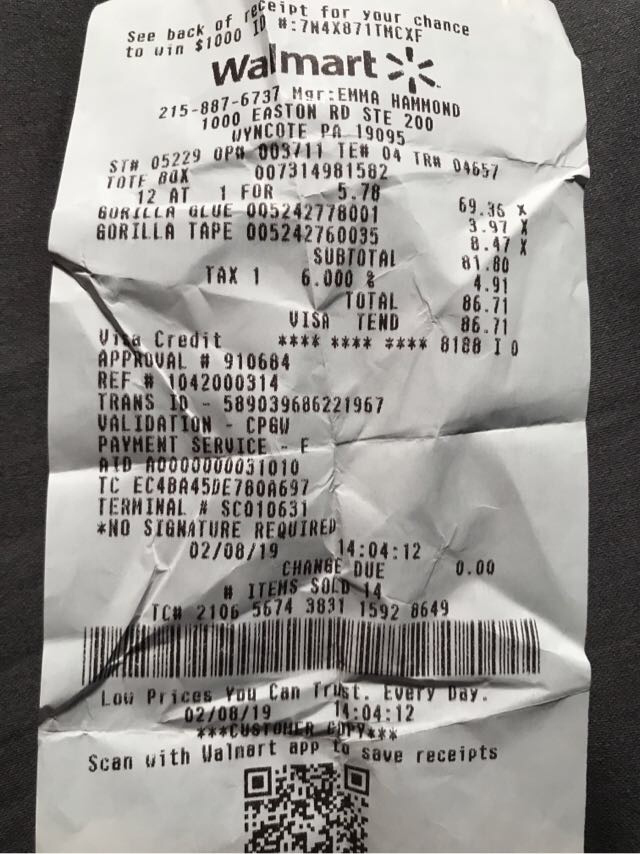 See back of receipt for your chance
to win $1000 ID #:7N4X871TMCXF
Walmart
215-887-6737 Mgr:EMMA HAMMOND
1000 EASTON RD STE 200
WYNCOTE PA 19095
ST# 05229 OP# 003711 TE# 04 TR# 04657
TOTE BOX 007314981582
12 AT 1 FOR 5.78 69.36 X
GORILLA GLUE 005242778001 3.97 X
GORILLA TAPE 005242760035 8.47 X
SUBTOTAL 81.80
TAX 1 6.000 % 4.91
TOTAL 86.71
VISA TEND 86.71
Visa Credit **** **** **** 8188 I 0
APPROVAL # 910684
REF # 1042000314
TRANS ID - 589039686221967
VALIDATION - CPGW
PAYMENT SERVICE - E
AID A0000000031010
TC EC4BA45DE780A697
TERMINAL # SC010631
*NO SIGNATURE REQUIRED
02/08/19 14:04:12
CHANGE DUE 0.00
# ITEMS SOLD 14
TC# 2106 5674 3831 1592 8649
Low Prices You Can Trust. Every Day.
02/08/19 14:04:12
***CUSTOMER COPY***
Scan with Walmart app to save receipts